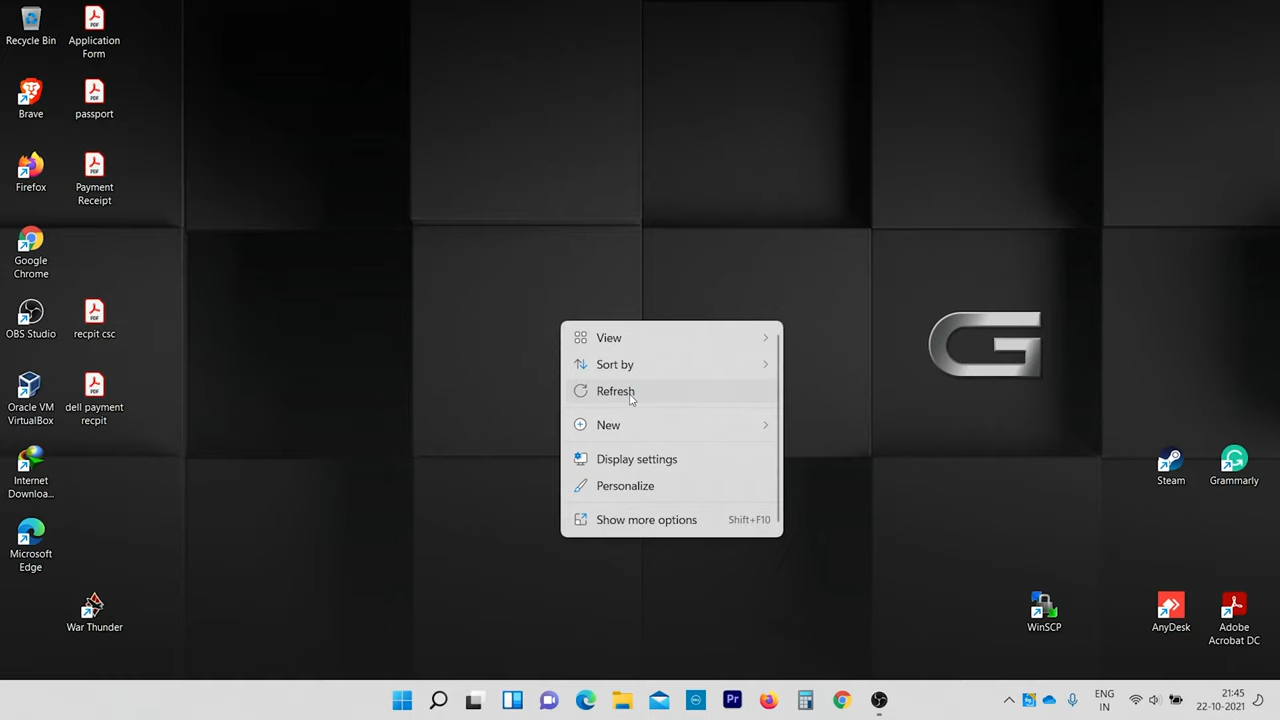 Recycle Bin
Application
Form
Brave
passport
Firefox
Payment
Receipt
Google
Chrome
OBS Studio
recpit csc
Oracle VM
VirtualBox
dell payment
recpit
Internet
Downloa...
Microsoft
Edge
War Thunder
View
Sort by
Refresh
New
Display settings
Personalize
Show more options Shift+F10
G
Steam
Grammarly
WinSCP
AnyDesk
Adobe
Acrobat DC
Pr
ENG
IN
21:45
22-10-2021